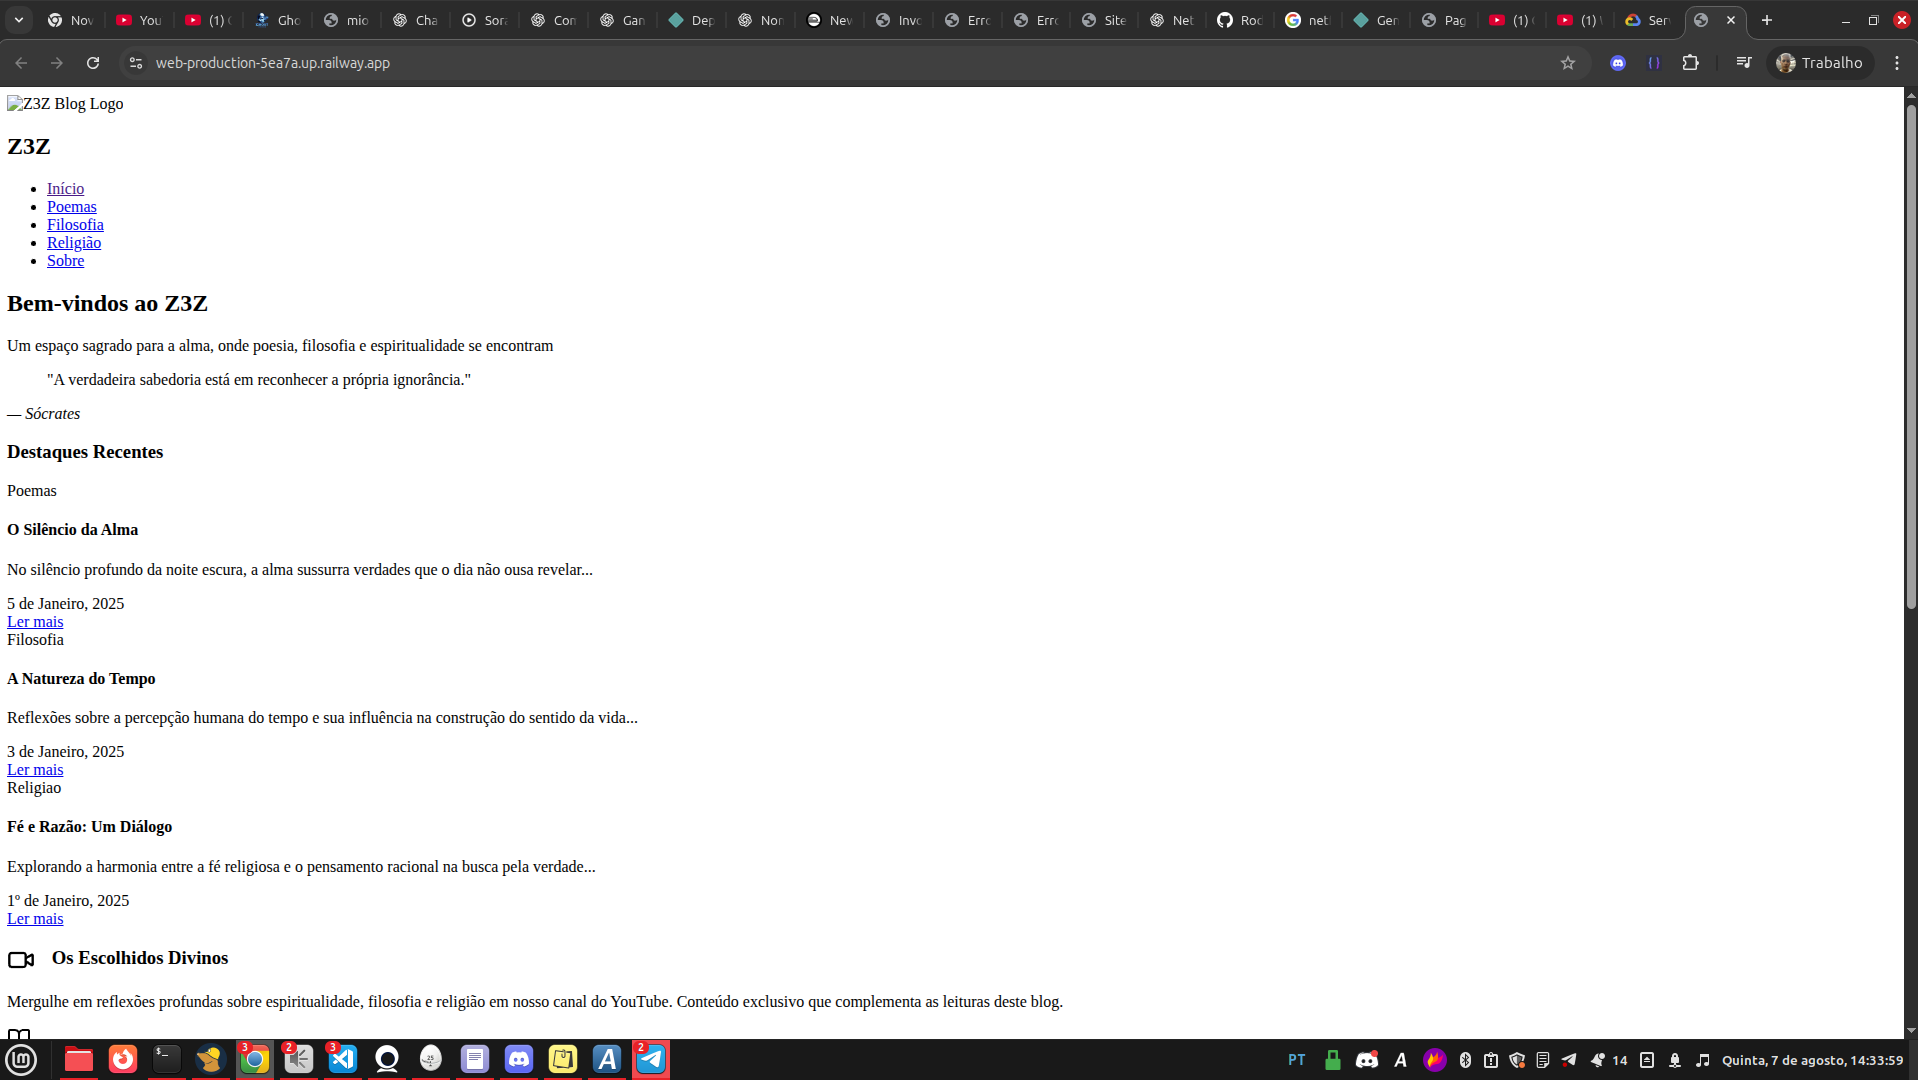 Nov
You
(1)
Gho
mio
Cha
Sora
Con
Gan
Dep
Non
New
Invo
Erro
Erro
Site
Net
Roc
net
Gen
Pag
(1)
(1)
Ser
web-production-5ea7a.up.railway.app
Trabalho
Z3Z Blog Logo
Z3Z
Início
Poemas
Filosofia
Religião
Sobre
Bem-vindos ao Z3Z
Um espaço sagrado para a alma, onde poesia, filosofia e espiritualidade se encontram
"A verdadeira sabedoria está em reconhecer a própria ignorância."
— Sócrates
Destaques Recentes
Poemas
O Silêncio da Alma
No silêncio profundo da noite escura, a alma sussurra verdades que o dia não ousa revelar...
5 de Janeiro, 2025
Ler mais
Filosofia
A Natureza do Tempo
Reflexões sobre a percepção humana do tempo e sua influência na construção do sentido da vida...
3 de Janeiro, 2025
Ler mais
Religiao
Fé e Razão: Um Diálogo
Explorando a harmonia entre a fé religiosa e o pensamento racional na busca pela verdade...
1º de Janeiro, 2025
Ler mais
Os Escolhidos Divinos
Mergulhe em reflexões profundas sobre espiritualidade, filosofia e religião em nosso canal do YouTube. Conteúdo exclusivo que complementa as leituras deste blog.
3
2
3
2
PT
14
Quinta, 7 de agosto, 14:33:59